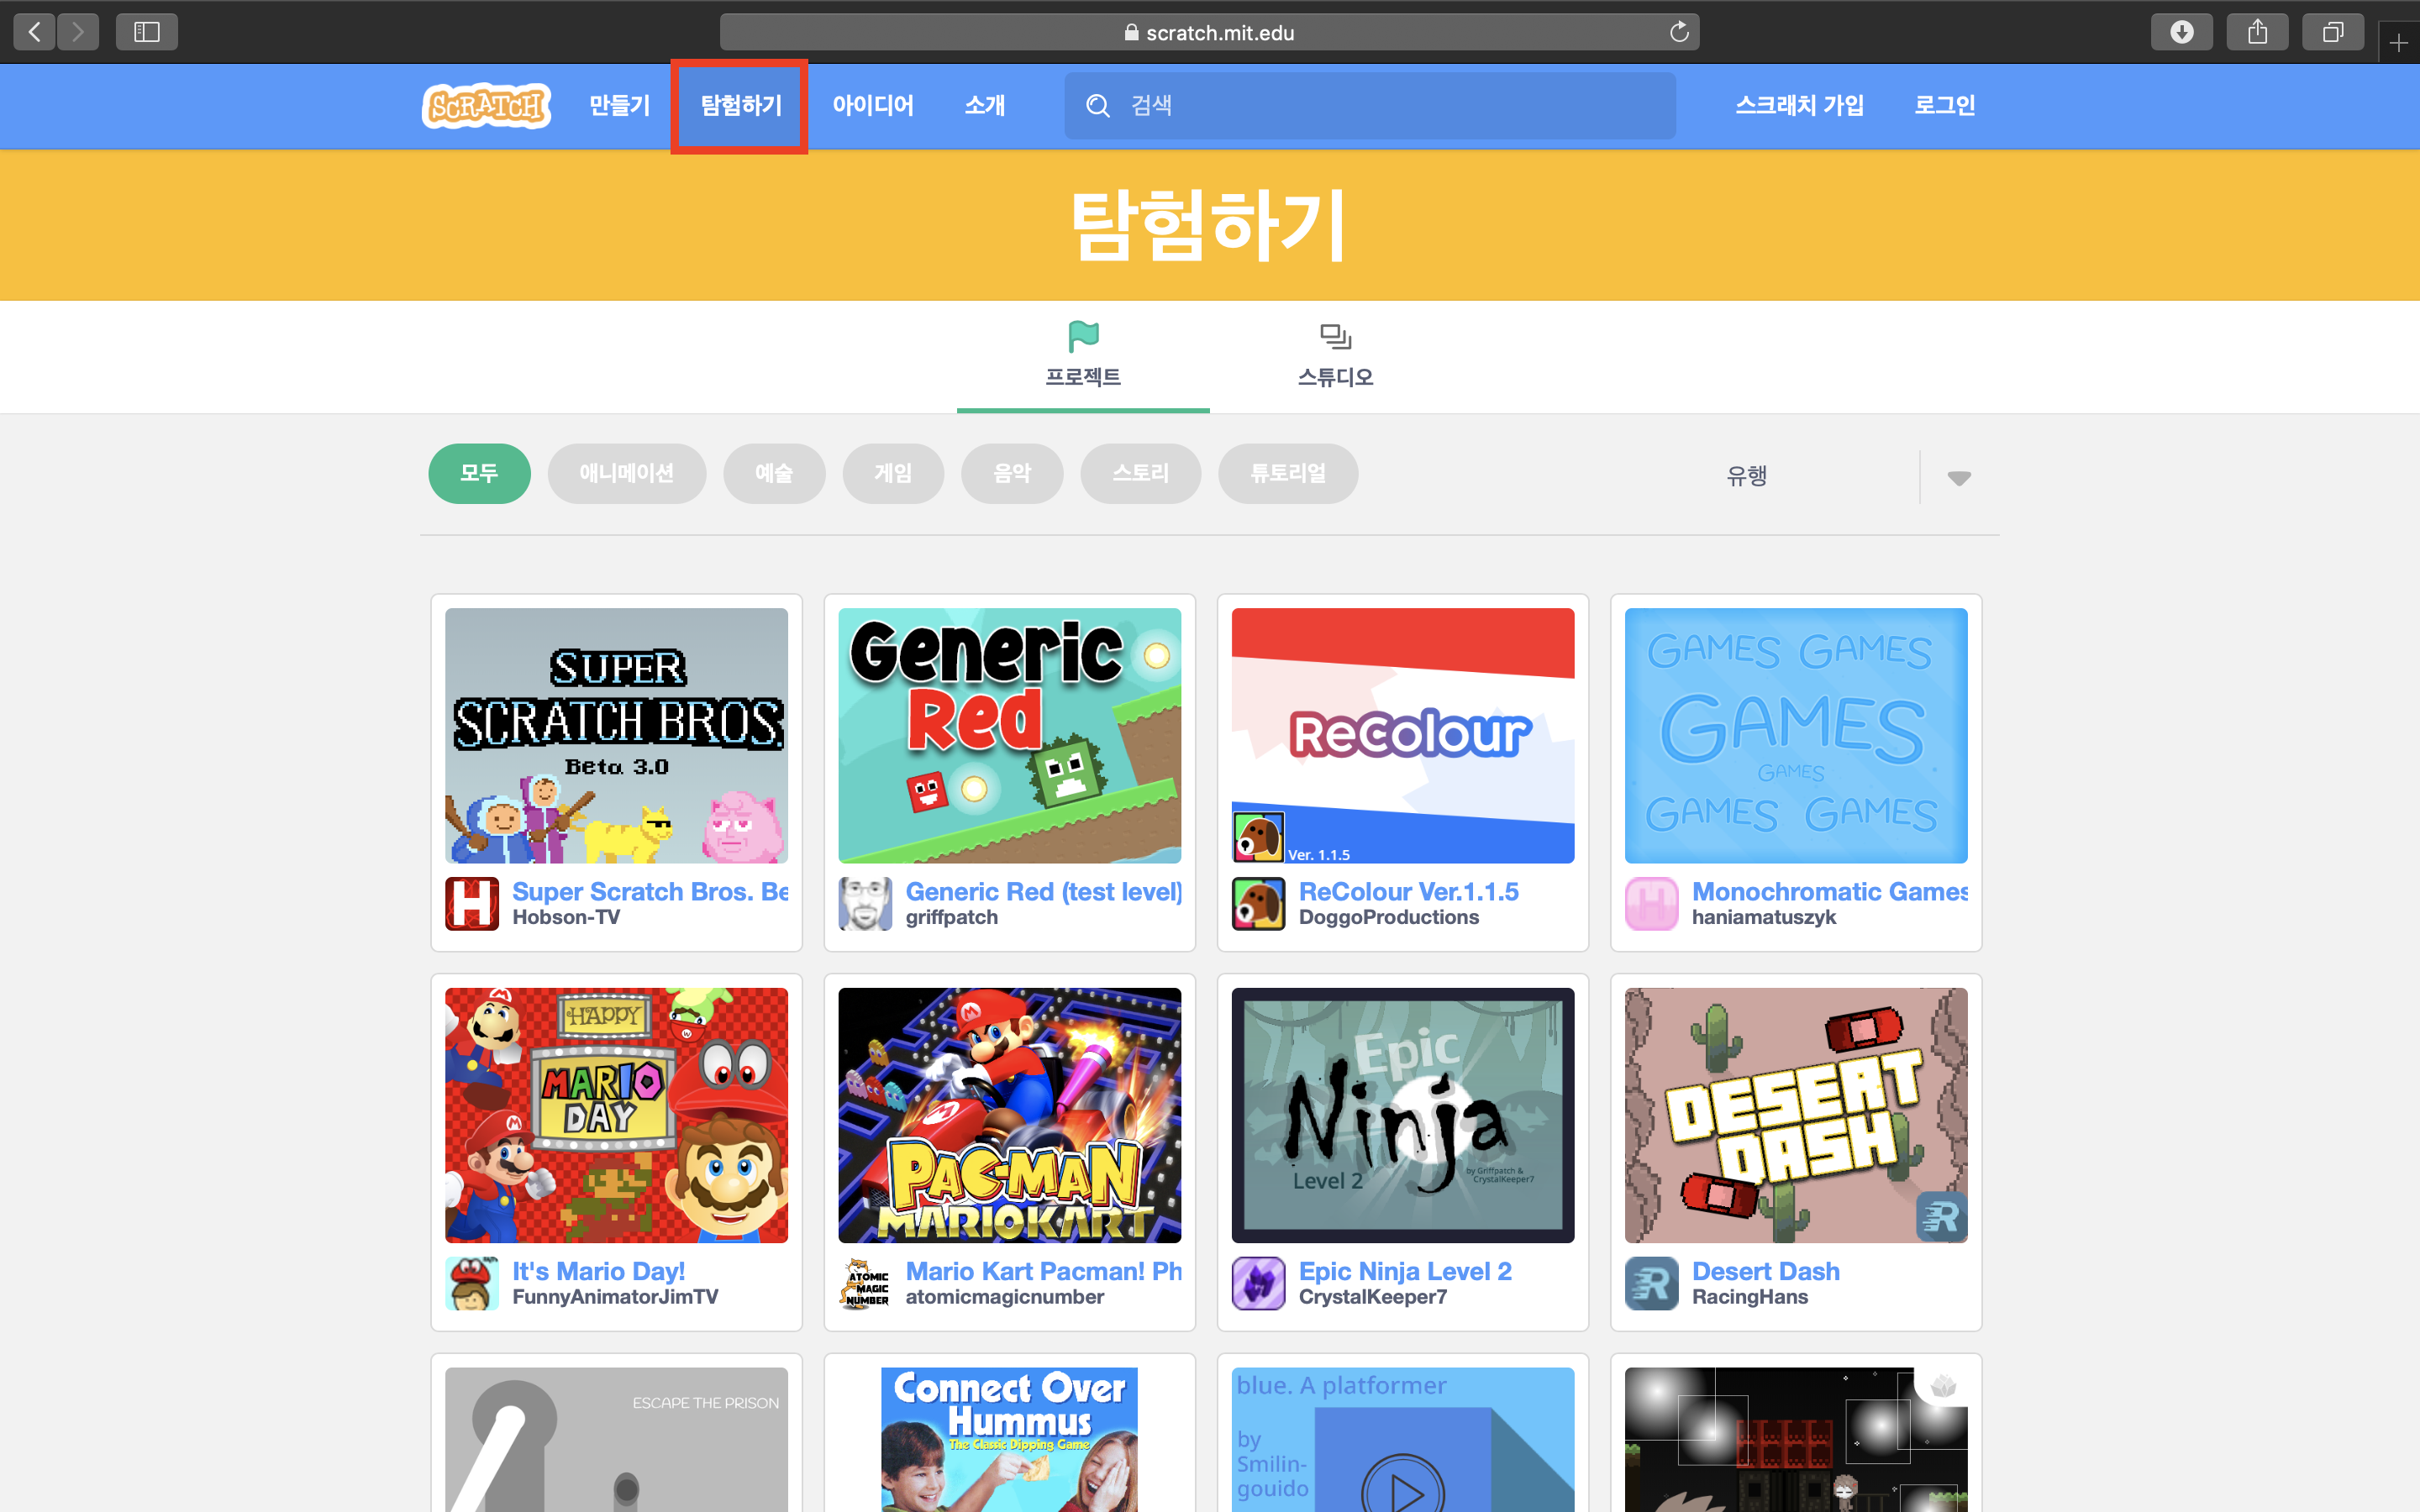 scratch.mit.edu
SCRATCH
만들기
탐험하기
아이디어
소개
검색
스크래치 가입
로그인
탐험하기
프로젝트
스튜디오
모두
애니메이션
예술
게임
음악
스토리
튜토리얼
유행
SUPER
SCRATCH BROS.
Beta 3.0
H
Super Scratch Bros. Be
Hobson-TV
Generic
Red
Generic Red (test level)
griffpatch
ReColour
Ver. 1.1.5
ReColour Ver.1.1.5
DoggoProductions
GAMES GAMES
GAMES
GAMES
GAMES GAMES
H
Monochromatic Games
haniamatuszyk
HAPPY
MARIO
DAY
It's Mario Day!
FunnyAnimatorJimTV
PAC-MAN
MARIOKART
ATOMIC
MAGIC
NUMBER
Mario Kart Pacman! Ph
atomicmagicnumber
Epic
Ninja
Level 2
by Griffpatch &
CrystalKeeper7
Epic Ninja Level 2
CrystalKeeper7
DESERT
DASH
R
R
Desert Dash
RacingHans
ESCAPE THE PRISON
Connect Over
Hummus
The Classic Dipping Game
blue. A platformer
by
Smilin-
gouido